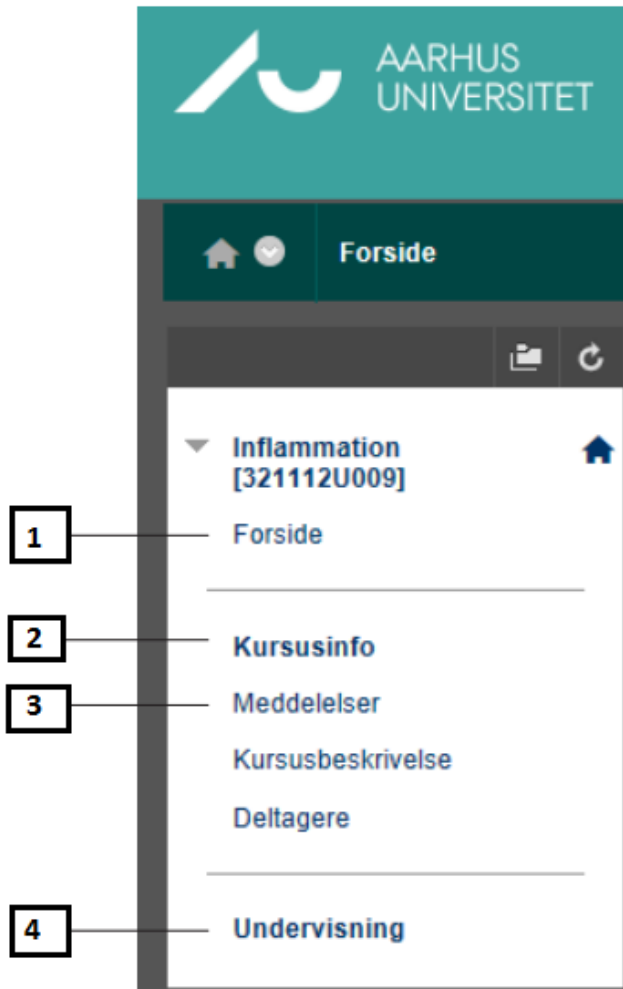 AARHUS
UNIVERSITET
Forside
Inflammation
[321112U009]
1 Forside
2 Kursusinfo
3 Meddelelser
Kursusbeskrivelse
Deltagere
4 Undervisning